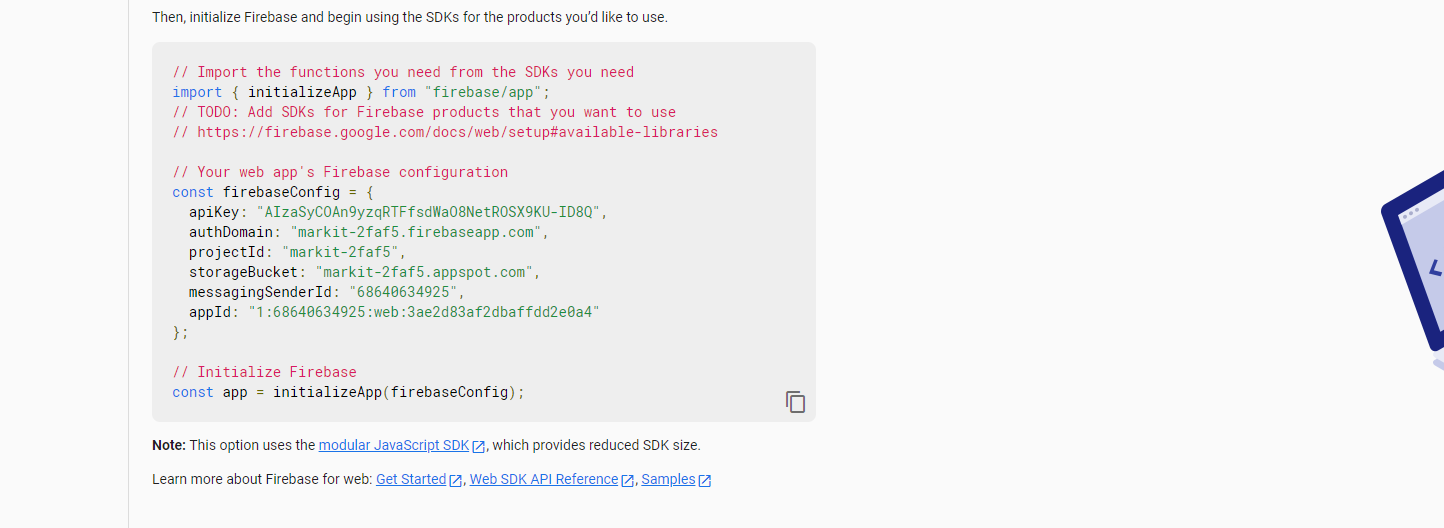 Then, initialize Firebase and begin using the SDKs for the products you'd like to use.
// Import the functions you need from the SDKs you need
import { initializeApp } from "firebase/app";
// TODO: Add SDKs for Firebase products that you want to use
// https://firebase.google.com/docs/web/setup#available-libraries
// Your web app's Firebase configuration
const firebaseConfig = {
apiKey: "AIzaSyCOAn9yzqRTFfsdWaO8NetROSX9KU-ID8Q",
authDomain: "markit-2faf5.firebaseapp.com",
projectId: "markit-2faf5",
storageBucket: "markit-2faf5.appspot.com",
messagingSenderId: "68640634925",
appId: "1:68640634925:web:3ae2d83af2dbaffdd2e0a4"
};
// Initialize Firebase
const app = initializeApp(firebaseConfig);
Note: This option uses the modular JavaScript SDK, which provides reduced SDK size.
Learn more about Firebase for web: Get Started, Web SDK API Reference, Samples